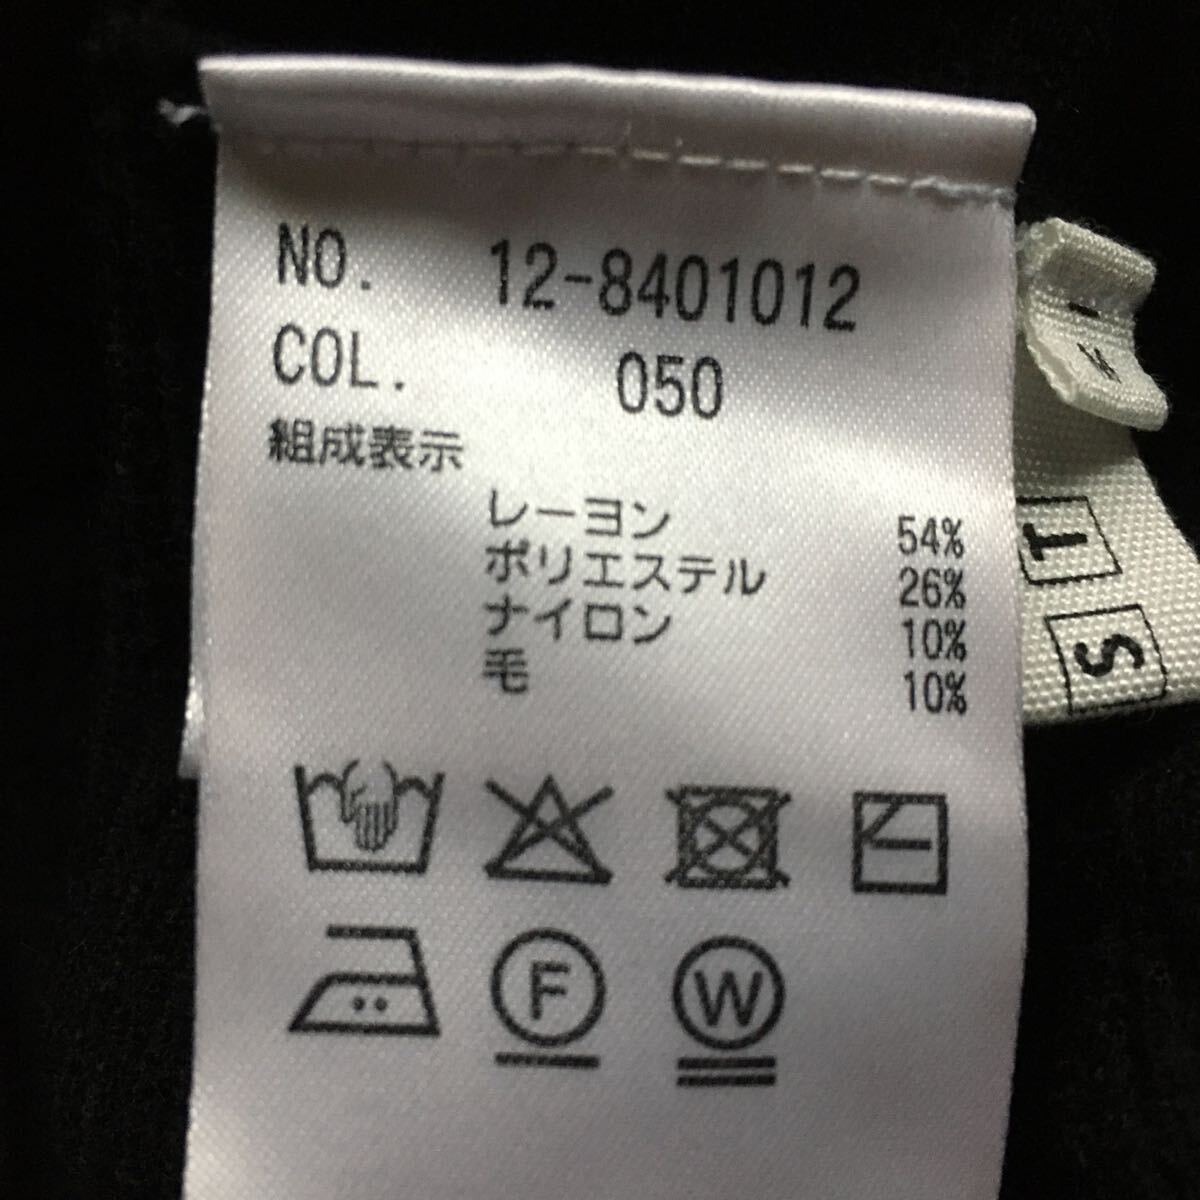 NO. 12-8401012
COL. 050
組成表示
レーヨン 54%
ポリエステル 26%
ナイロン 10%
毛 10%
F
W
T
S